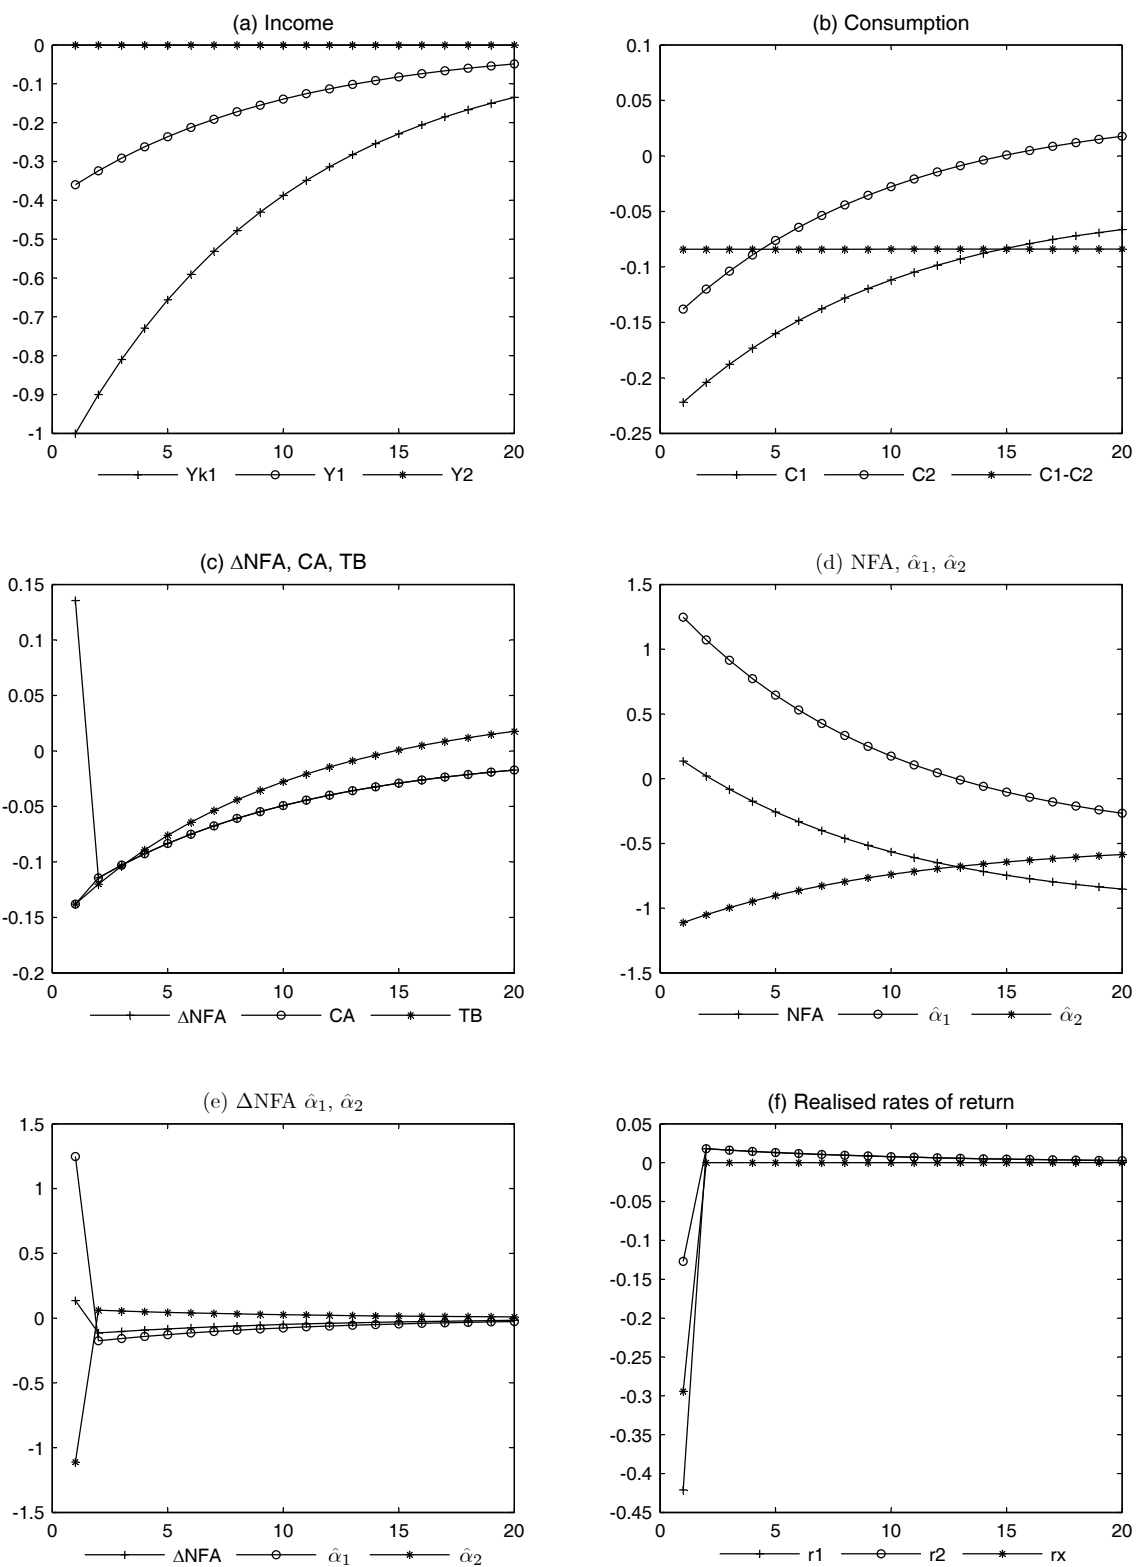 (a) Income
0
-0.1
-0.2
-0.3
-0.4
-0.5
-0.6
-0.7
-0.8
-0.9
-1
0 5 10 15 20
Yk1 Y1 Y2
(b) Consumption
0.1
0.05
0
-0.05
-0.1
-0.15
-0.2
-0.25
0 5 10 15 20
C1 C2 C1-C2
(c) ΔNFA, CA, TB
0.15
0.1
0.05
0
-0.05
-0.1
-0.15
-0.2
0 5 10 15 20
ΔNFA CA TB
(d) NFA, α̂₁, α̂₂
1.5
1
0.5
0
-0.5
-1
-1.5
0 5 10 15 20
NFA α̂₁ α̂₂
(e) ΔNFA α̂₁, α̂₂
1.5
1
0.5
0
-0.5
-1
-1.5
0 5 10 15 20
ΔNFA α̂₁ α̂₂
(f) Realised rates of return
0.05
0
-0.05
-0.1
-0.15
-0.2
-0.25
-0.3
-0.35
-0.4
-0.45
0 5 10 15 20
r1 r2 rx